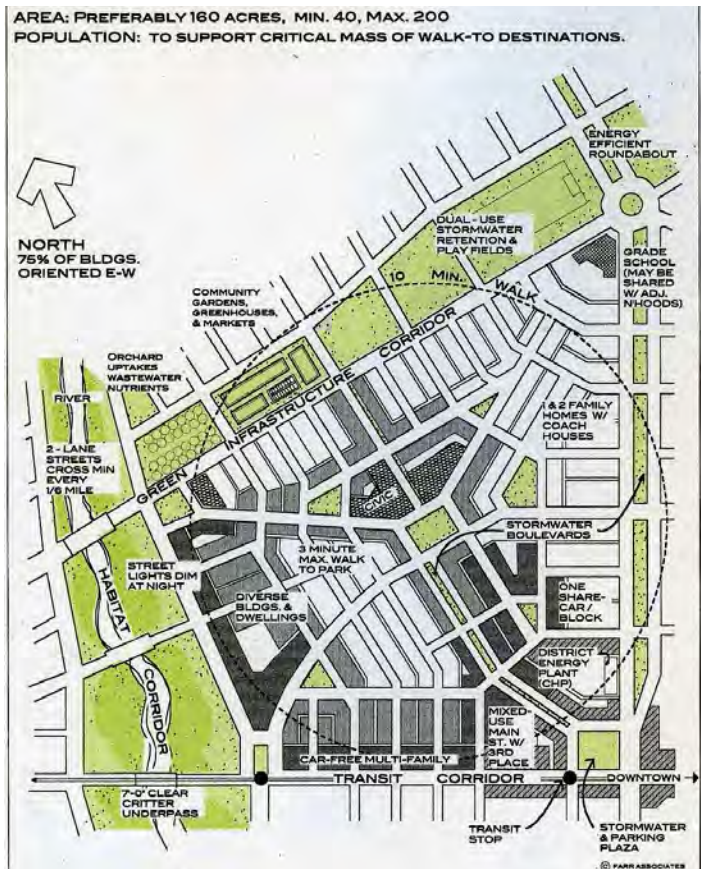 AREA: PREFERABLY 160 ACRES, MIN. 40, MAX. 200
POPULATION: TO SUPPORT CRITICAL MASS OF WALK-TO DESTINATIONS.
ENERGY
EFFICIENT
ROUNDABOUT
NORTH
75% OF BLDGS.
ORIENTED E-W
DUAL-USE
STORMWATER
RETENTION &
PLAY FIELDS
GRADE
SCHOOL
(MAY BE
SHARED
W/ ADJ.
N'HOODS)
10 MIN. WALK
COMMUNITY
GARDENS,
GREENHOUSES,
& MARKETS
ORCHARD
UPTAKES
WASTEWATER
NUTRIENTS
RIVER
GREEN INFRASTRUCTURE CORRIDOR
2-LANE
STREETS
CROSS MIN
EVERY
1/6 MILE
1 & 2 FAMILY
HOMES W/
COACH
HOUSES
CIVIC
STORMWATER
BOULEVARDS
3 MINUTE
MAX. WALK
TO PARK
STREET
LIGHTS DIM
AT NIGHT
DIVERSE
BLDGS. &
DWELLINGS
ONE
SHARE-
CAR/
BLOCK
HABITAT CORRIDOR
DISTRICT
ENERGY
PLANT
(CHP)
MIXED-
USE
MAIN
ST. W/
3RD
PLACE
CAR-FREE MULTI-FAMILY
TRANSIT CORRIDOR
DOWNTOWN
7'-0" CLEAR
CRITTER
UNDERPASS
TRANSIT
STOP
STORMWATER
& PARKING
PLAZA
© FARR ASSOCIATES